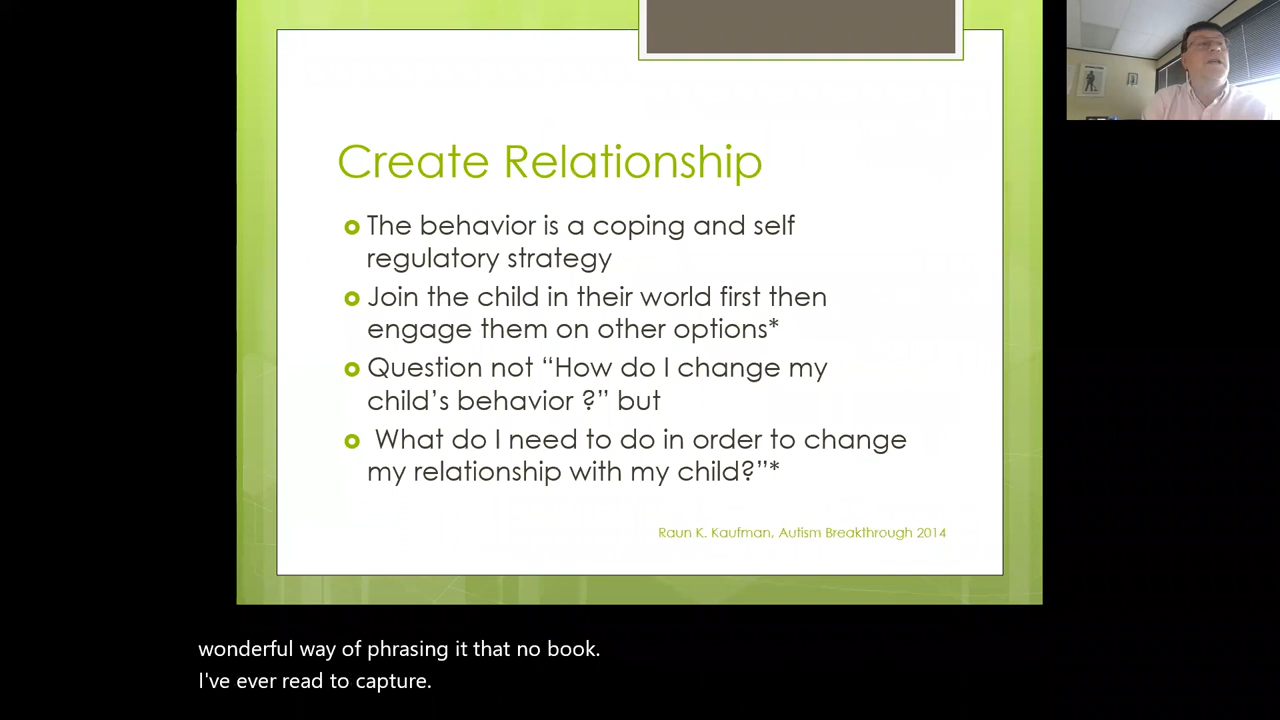 Create Relationship
The behavior is a coping and self
regulatory strategy
Join the child in their world first then
engage them on other options*
Question not “How do I change my
child’s behavior ?” but
What do I need to do in order to change
my relationship with my child?”*
Raun K. Kaufman, Autism Breakthrough 2014
wonderful way of phrasing it that no book.
I've ever read to capture.